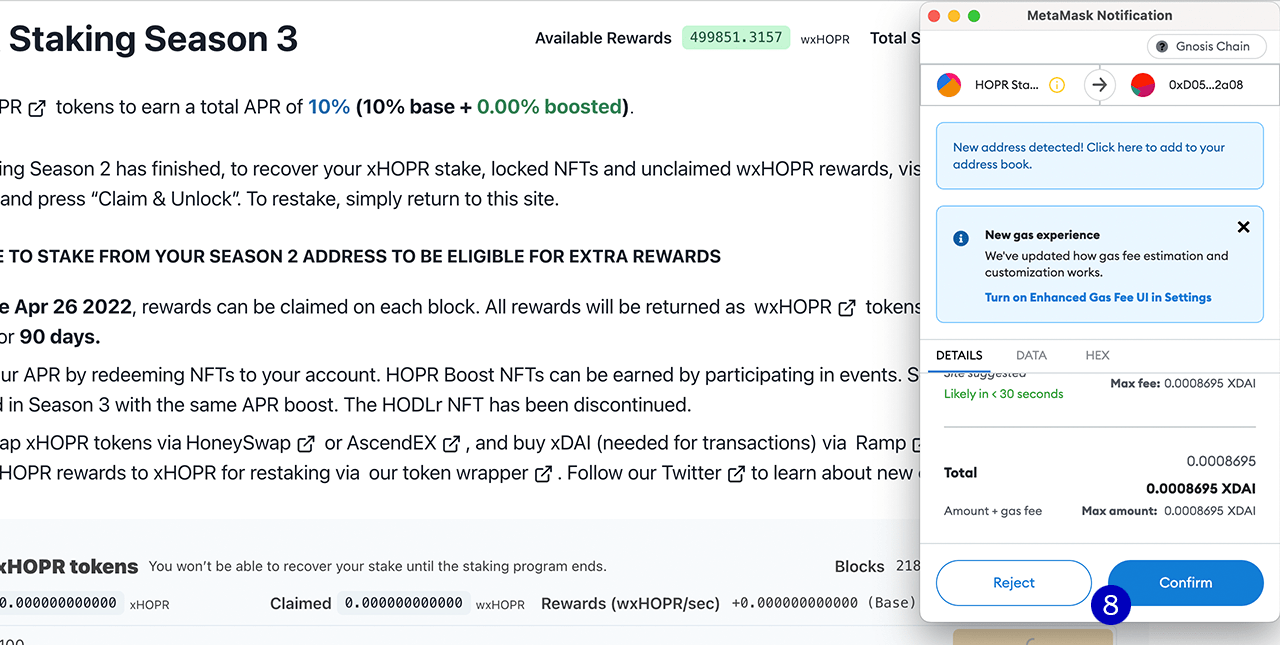 Staking Season 3
Available Rewards 499851.3157 wxHOPR Total S
PR tokens to earn a total APR of 10% (10% base + 0.00% boosted).
ing Season 2 has finished, to recover your xHOPR stake, locked NFTs and unclaimed wxHOPR rewards, vis
and press “Claim & Unlock”. To restake, simply return to this site.
E TO STAKE FROM YOUR SEASON 2 ADDRESS TO BE ELIGIBLE FOR EXTRA REWARDS
e Apr 26 2022, rewards can be claimed on each block. All rewards will be returned as wxHOPR tokens
or 90 days.
ur APR by redeeming NFTs to your account. HOPR Boost NFTs can be earned by participating in events. S
d in Season 3 with the same APR boost. The HODLr NFT has been discontinued.
ap xHOPR tokens via HoneySwap or AscendEX , and buy xDAI (needed for transactions) via Ramp
HOPR rewards to xHOPR for restaking via our token wrapper . Follow our Twitter to learn about new
xHOPR tokens You won’t be able to recover your stake until the staking program ends.
Blocks 218
0.000000000000 xHOPR Claimed 0.000000000000 wxHOPR Rewards (wxHOPR/sec) +0.000000000000 (Base)
100
MetaMask Notification
? Gnosis Chain
HOPR Sta... 0xD05...2a08
New address detected! Click here to add to your
address book.
New gas experience
We've updated how gas fee estimation and
customization works.
Turn on Enhanced Gas Fee UI in Settings
DETAILS DATA HEX
Site suggested
Likely in < 30 seconds
Max fee: 0.0008695 XDAI
0.0008695
Total
0.0008695 XDAI
Amount + gas fee Max amount: 0.0008695 XDAI
Reject Confirm
8